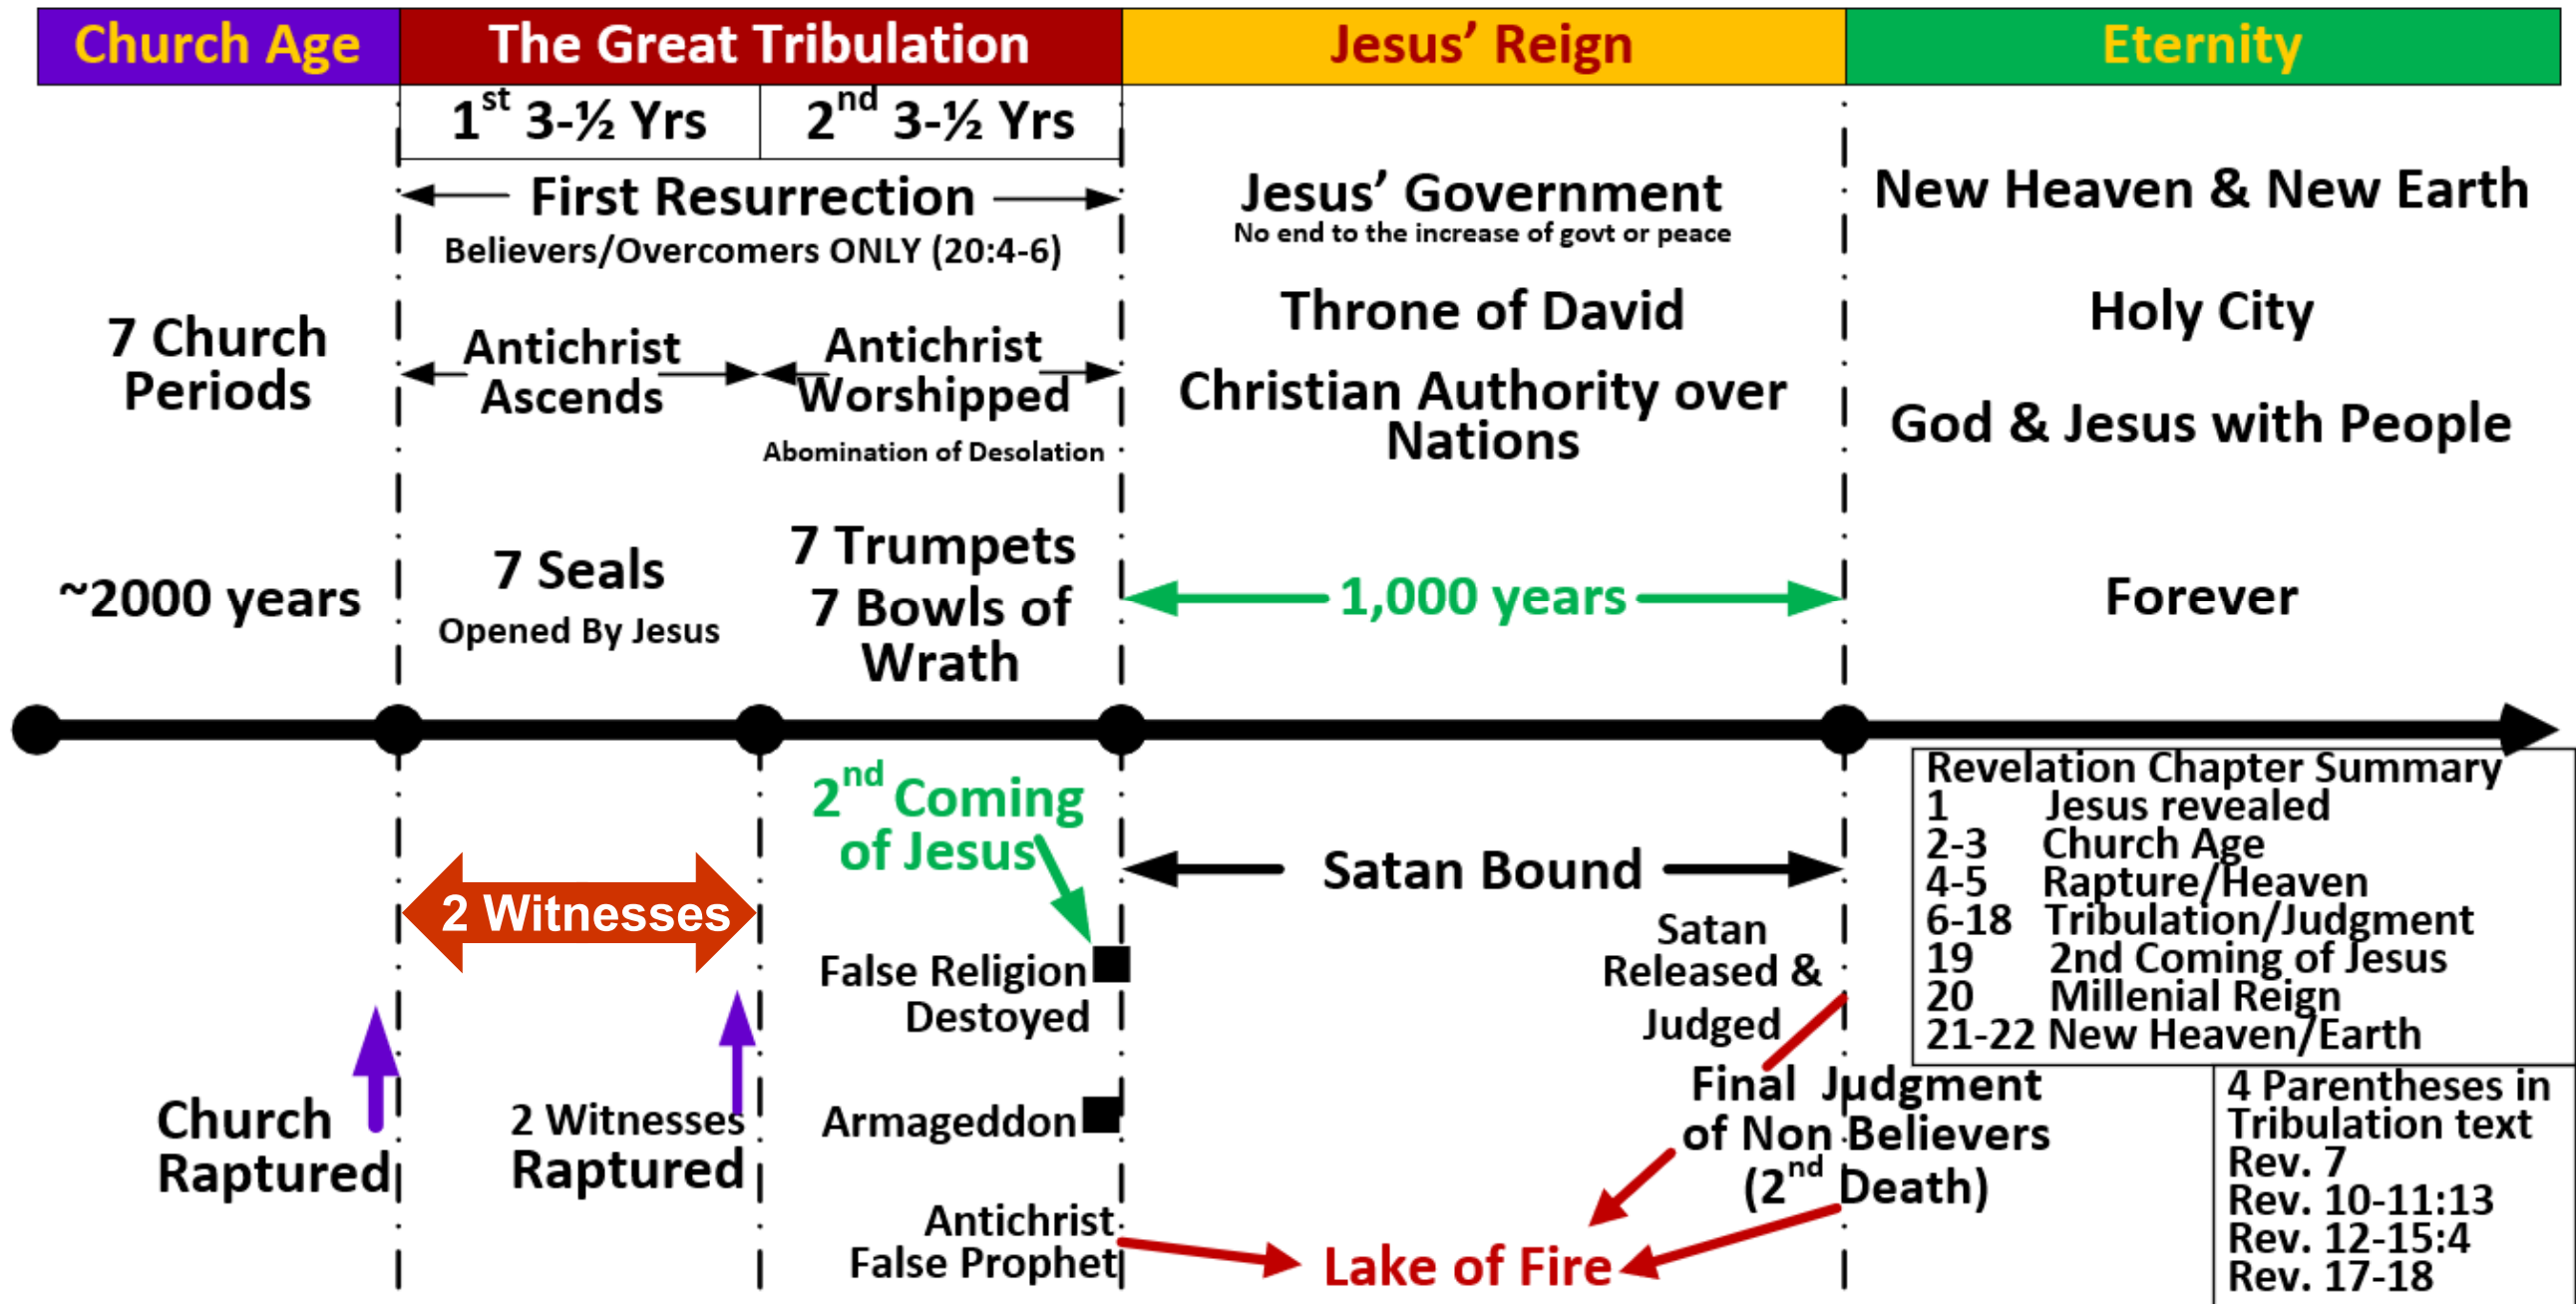 Church Age
The Great Tribulation
Jesus’ Reign
Eternity
1st 3-½ Yrs
2nd 3-½ Yrs
First Resurrection
Believers/Overcomers ONLY (20:4-6)
7 Church
Periods
Antichrist
Ascends
Antichrist
Worshipped
Abomination of Desolation
~2000 years
7 Seals
Opened By Jesus
7 Trumpets
7 Bowls of
Wrath
Jesus’ Government
No end to the increase of govt or peace
Throne of David
Christian Authority over
Nations
1,000 years
New Heaven & New Earth
Holy City
God & Jesus with People
Forever
2 Witnesses
Church
Raptured
2 Witnesses
Raptured
2nd Coming
of Jesus
False Religion
Destoyed
Armageddon
Antichrist
False Prophet
Satan Bound
Satan
Released &
Judged
Final Judgment
of Non Believers
(2nd Death)
Lake of Fire
Revelation Chapter Summary
1 Jesus revealed
2-3 Church Age
4-5 Rapture/Heaven
6-18 Tribulation/Judgment
19 2nd Coming of Jesus
20 Millenial Reign
21-22 New Heaven/Earth
4 Parentheses in
Tribulation text
Rev. 7
Rev. 10-11:13
Rev. 12-15:4
Rev. 17-18